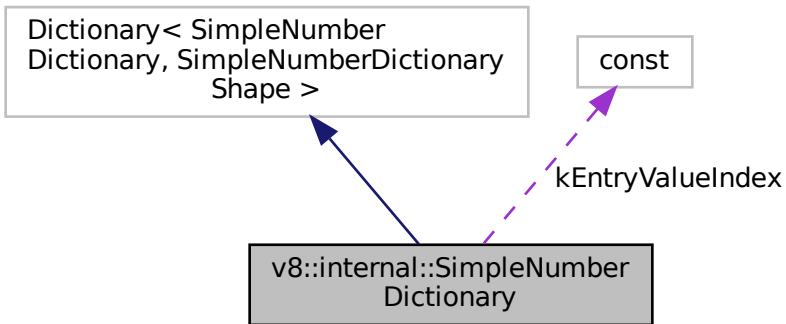 Dictionary< SimpleNumber
Dictionary, SimpleNumberDictionary
Shape >
const
kEntryValueIndex
v8::internal::SimpleNumber
Dictionary